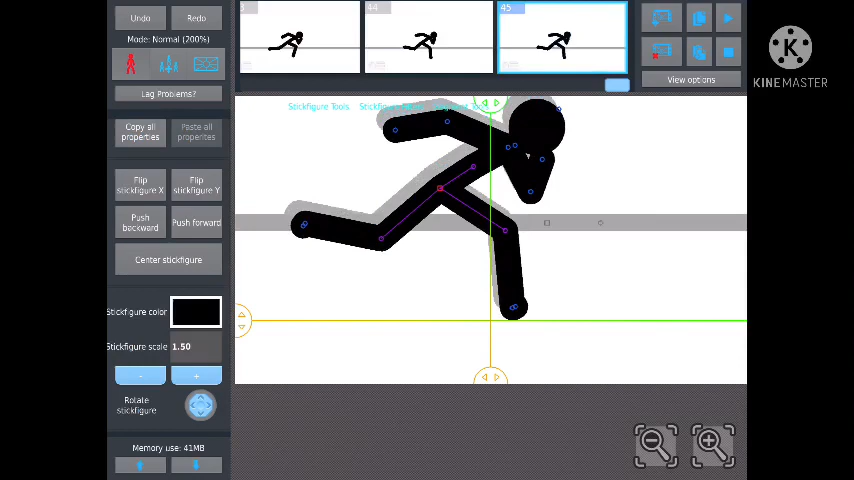 Undo Redo
3 44 45
Mode: Normal (200%)
K
KINEMASTER
View options
Lag Problems?
Stickfigure Tools
Copy all properties
Paste all properites
Flip stickfigure X
Flip stickfigure Y
Push backward
Push forward
Center stickfigure
Stickfigure color
Stickfigure scale 1.50
- +
Rotate stickfigure
Memory use: 41MB